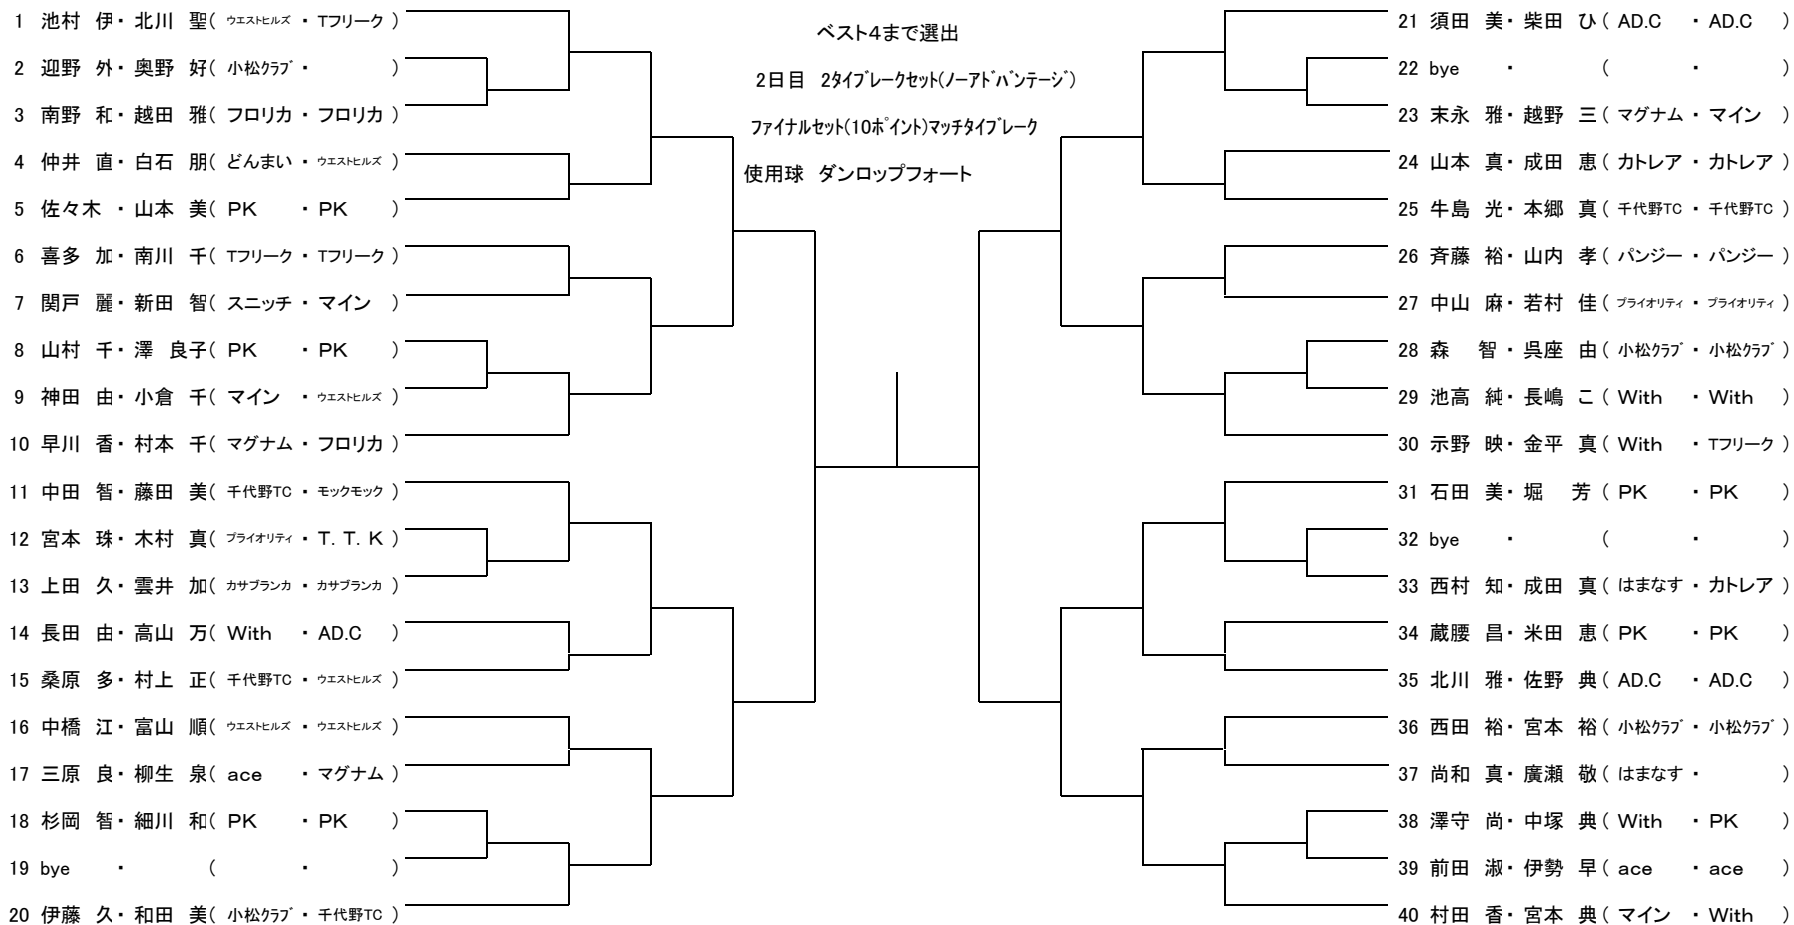 ベスト4まで選出
2日目 2タイブレークセット(ノーアドバンテージ)
ファイナルセット(10ポイント)マッチタイブレーク
使用球 ダンロップフォート
1 池村 伊・北川 聖( ウエストヒルズ ・ Tフリーク )
2 迎野 外・奥野 好( 小松クラブ ・ )
3 南野 和・越田 雅( フロリカ ・ フロリカ )
4 仲井 直・白石 朋( どんまい ・ ウエストヒルズ )
5 佐々木 ・山本 美( PK ・ PK )
6 喜多 加・南川 千( Tフリーク ・ Tフリーク )
7 関戸 麗・新田 智( スニッチ ・ マイン )
8 山村 千・澤 良子( PK ・ PK )
9 神田 由・小倉 千( マイン ・ ウエストヒルズ )
10 早川 香・村本 千( マグナム ・ フロリカ )
11 中田 智・藤田 美( 千代野TC ・ モックモック )
12 宮本 珠・木村 真( プライオリティ ・ T.T.K )
13 上田 久・雲井 加( カサブランカ ・ カサブランカ )
14 長田 由・高山 万( With ・ AD.C )
15 桑原 多・村上 正( 千代野TC ・ ウエストヒルズ )
16 中橋 江・富山 順( ウエストヒルズ ・ ウエストヒルズ )
17 三原 良・柳生 泉( ace ・ マグナム )
18 杉岡 智・細川 和( PK ・ PK )
19 bye ・ ( ・ )
20 伊藤 久・和田 美( 小松クラブ ・ 千代野TC )
21 須田 美・柴田 ひ( AD.C ・ AD.C )
22 bye ・ ( ・ )
23 末永 雅・越野 三( マグナム ・ マイン )
24 山本 真・成田 恵( カトレア ・ カトレア )
25 牛島 光・本郷 真( 千代野TC ・ 千代野TC )
26 斉藤 裕・山内 孝( パンジー ・ パンジー )
27 中山 麻・若村 佳( プライオリティ ・ プライオリティ )
28 森 智・呉座 由( 小松クラブ ・ 小松クラブ )
29 池高 純・長嶋 こ( With ・ With )
30 示野 映・金平 真( With ・ Tフリーク )
31 石田 美・堀 芳( PK ・ PK )
32 bye ・ ( ・ )
33 西村 知・成田 真( はまなす ・ カトレア )
34 蔵腰 昌・米田 恵( PK ・ PK )
35 北川 雅・佐野 典( AD.C ・ AD.C )
36 西田 裕・宮本 裕( 小松クラブ ・ 小松クラブ )
37 尚和 真・廣瀬 敬( はまなす ・ )
38 澤守 尚・中塚 典( With ・ PK )
39 前田 淑・伊勢 早( ace ・ ace )
40 村田 香・宮本 典( マイン ・ With )